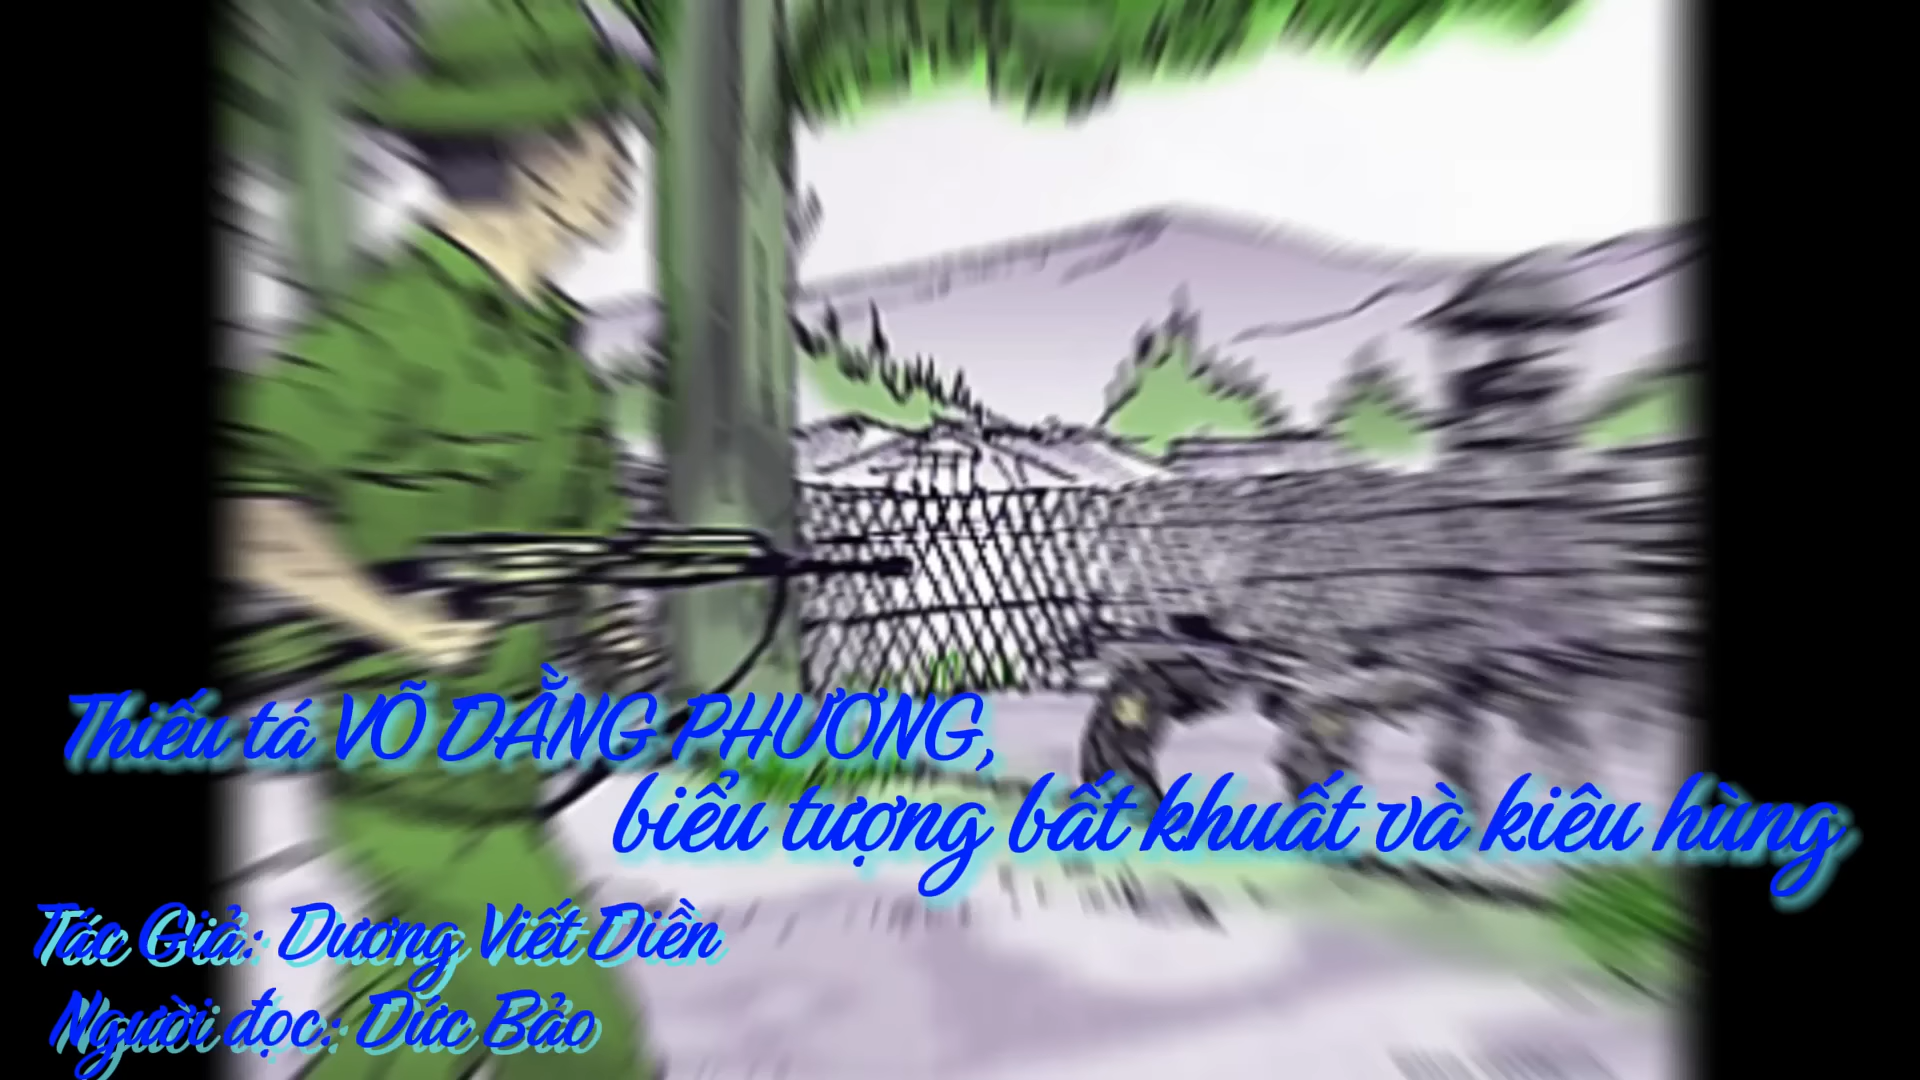 Thiếu tá VÕ DẰNG PHƯƠNG,
biểu tượng bất khuất và kiêu hùng
Tác Giả: Dương Viết Diền
Người đọc: Dức Bảo